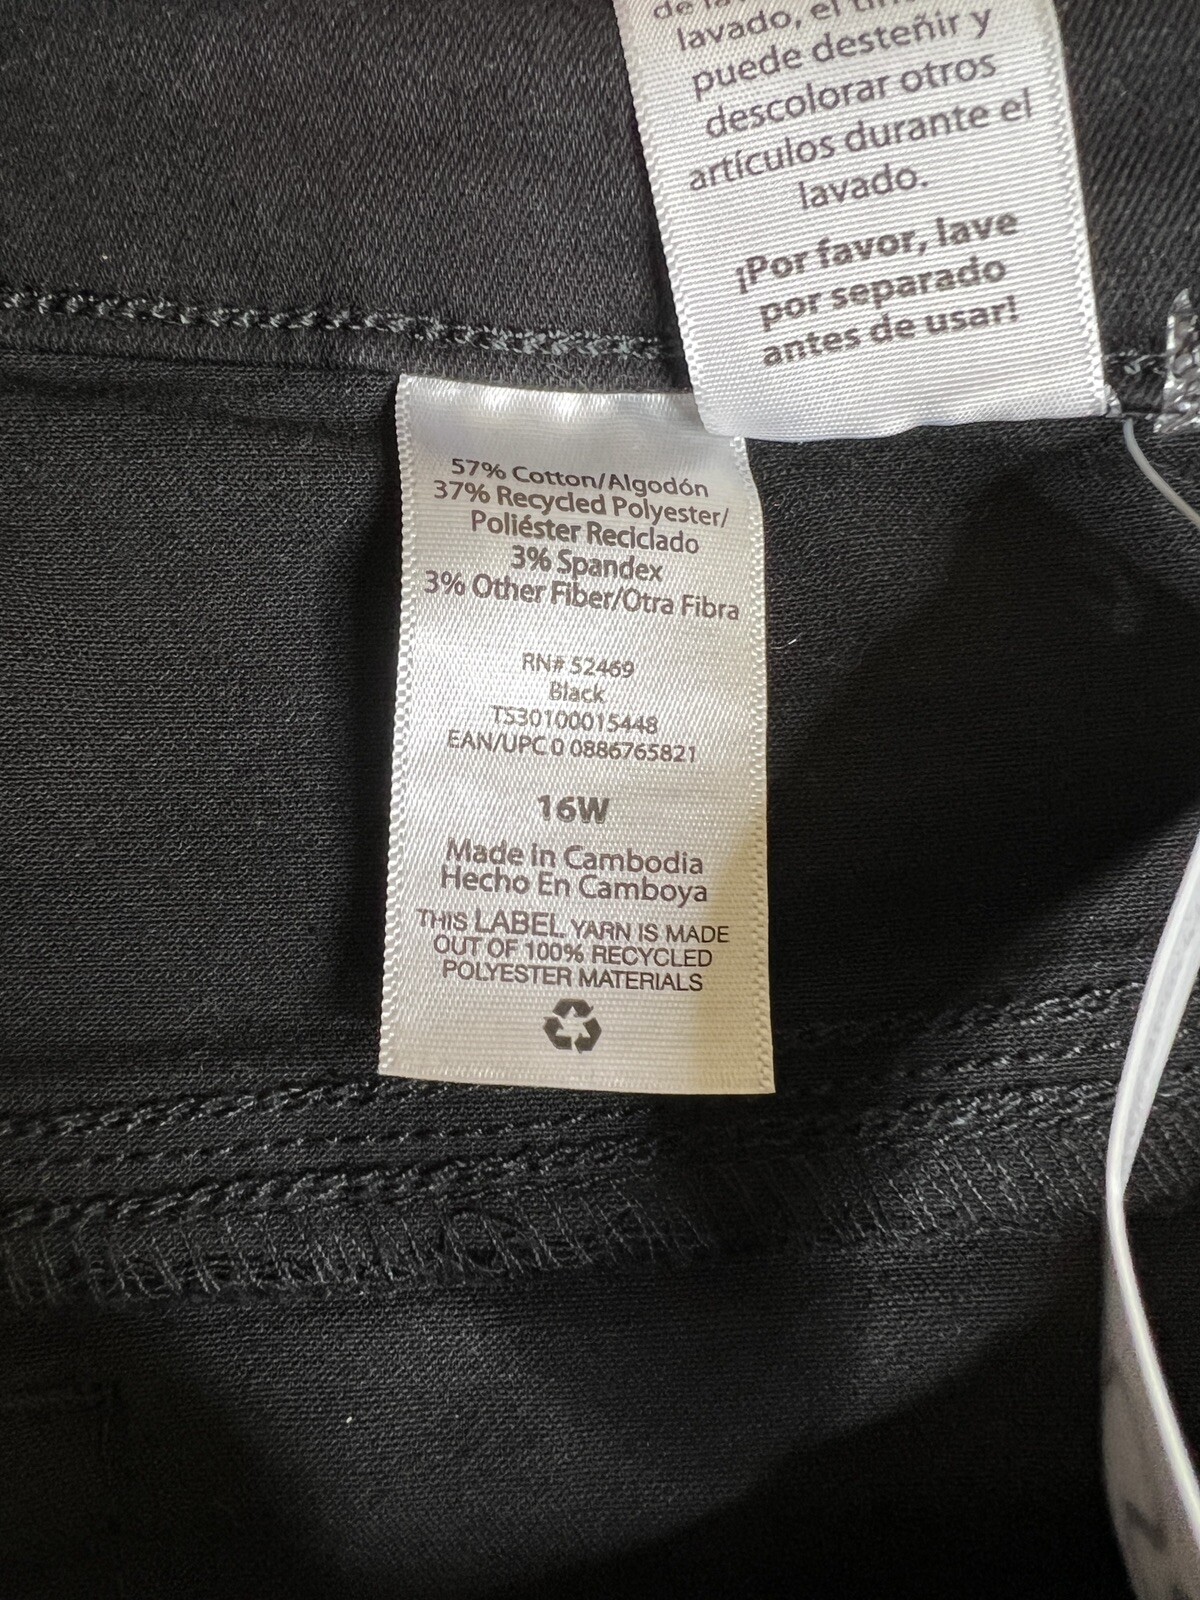 lavado, el
puede desteñir y
descolorar otros
artículos durante el
lavado.
¡Por favor, lave
por separado
antes de usar!
57% Cotton/Algodón
37% Recycled Polyester/
Poliéster Reciclado
3% Spandex
3% Other Fiber/Otra Fibra
RN# 52469
Black
TS30100015448
EAN/UPC 0 0886765821
16W
Made In Cambodia
Hecho En Camboya
THIS LABEL YARN IS MADE
OUT OF 100% RECYCLED
POLYESTER MATERIALS